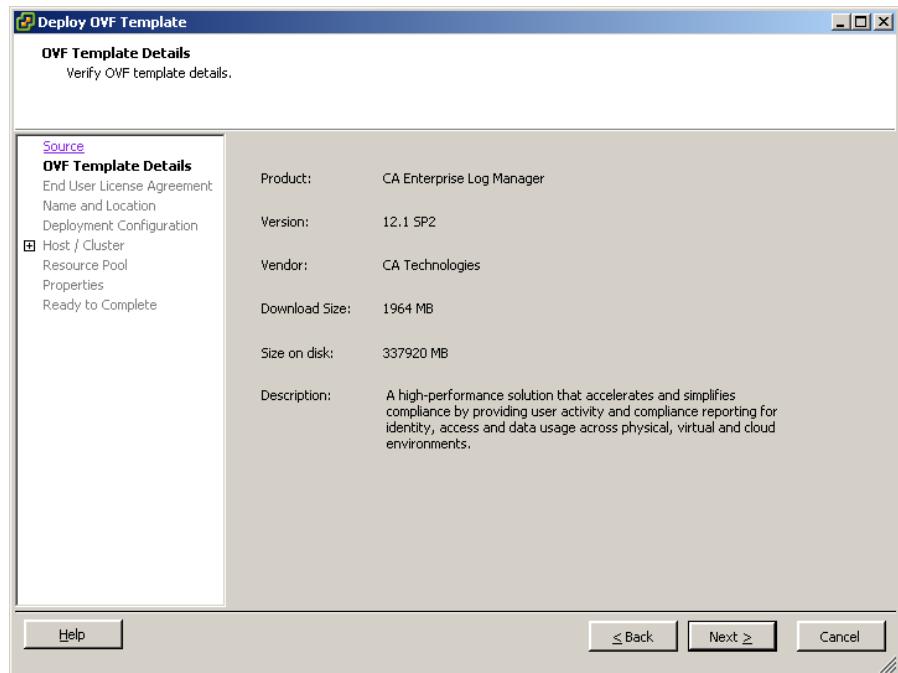 Deploy OVF Template
OVF Template Details
Verify OVF template details.
Source
OVF Template Details
End User License Agreement
Name and Location
Deployment Configuration
Host / Cluster
Resource Pool
Properties
Ready to Complete
Product: CA Enterprise Log Manager
Version: 12.1 SP2
Vendor: CA Technologies
Download Size: 1964 MB
Size on disk: 337920 MB
Description: A high-performance solution that accelerates and simplifies
compliance by providing user activity and compliance reporting for
identity, access and data usage across physical, virtual and cloud
environments.
Help
≤ Back
Next ≥
Cancel